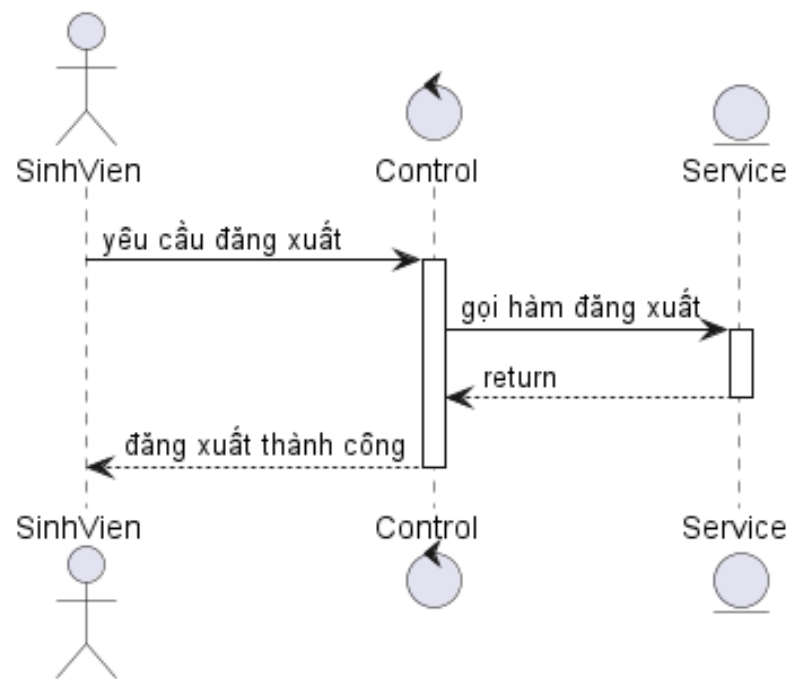 SinhVien
Control
Service
yêu cầu đăng xuất
gọi hàm đăng xuất
return
đăng xuất thành công
SinhVien
Control
Service